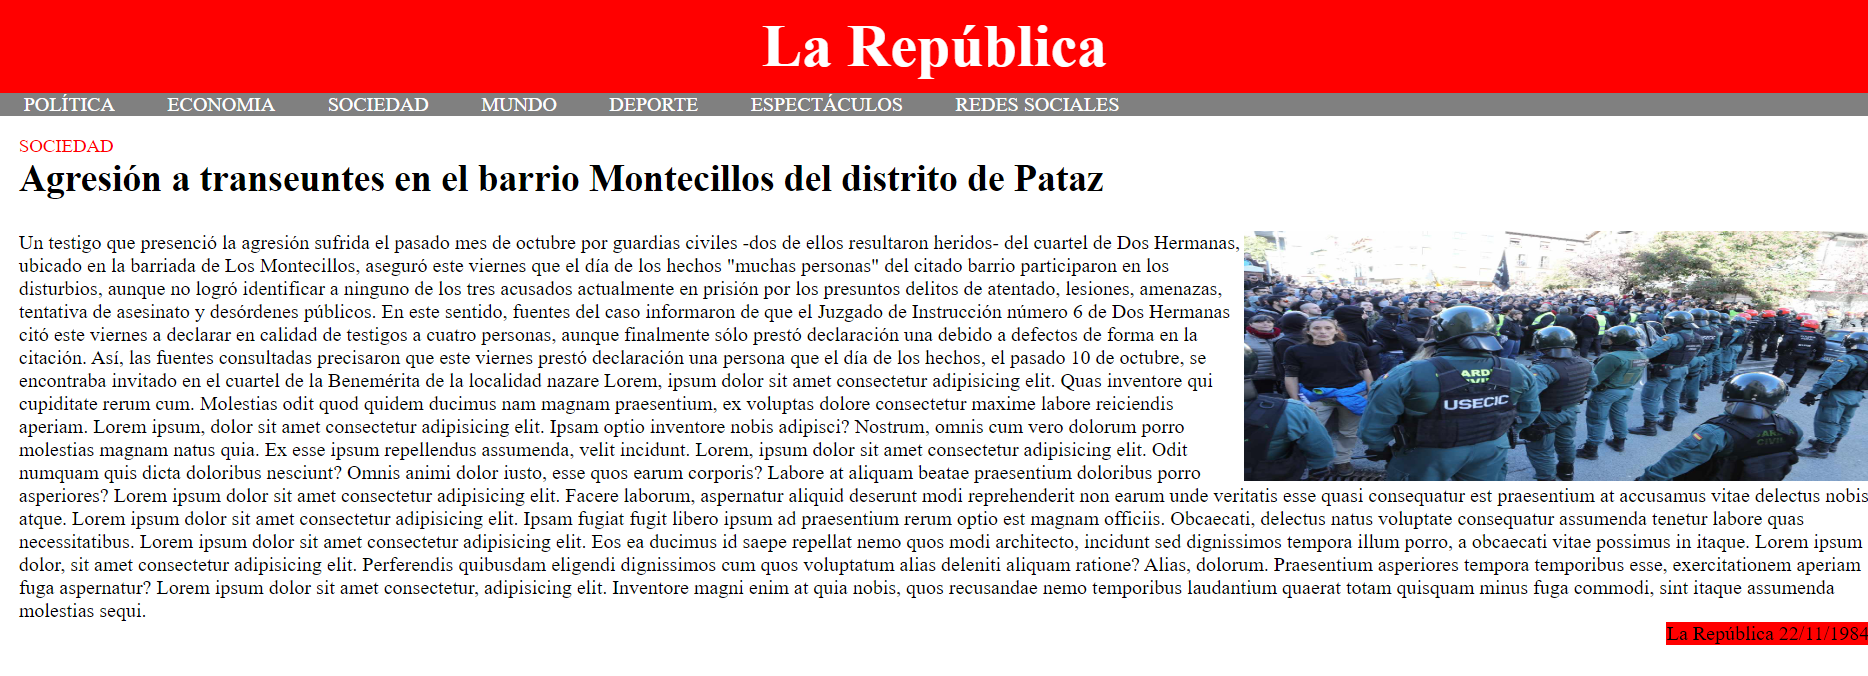 La República
POLÍTICA ECONOMIA SOCIEDAD MUNDO DEPORTE ESPECTÁCULOS REDES SOCIALES
SOCIEDAD
Agresión a transeuntes en el barrio Montecillos del distrito de Pataz
Un testigo que presenció la agresión sufrida el pasado mes de octubre por guardias civiles -dos de ellos resultaron heridos- del cuartel de Dos Hermanas,
ubicado en la barriada de Los Montecillos, aseguró este viernes que el día de los hechos "muchas personas" del citado barrio participaron en los
disturbios, aunque no logró identificar a ninguno de los tres acusados actualmente en prisión por los presuntos delitos de atentado, lesiones, amenazas,
tentativa de asesinato y desórdenes públicos. En este sentido, fuentes del caso informaron de que el Juzgado de Instrucción número 6 de Dos Hermanas
citó este viernes a declarar en calidad de testigos a cuatro personas, aunque finalmente sólo prestó declaración una debido a defectos de forma en la
citación. Así, las fuentes consultadas precisaron que este viernes prestó declaración una persona que el día de los hechos, el pasado 10 de octubre, se
encontraba invitado en el cuartel de la Benemérita de la localidad nazare Lorem, ipsum dolor sit amet consectetur adipisicing elit. Quas inventore qui
cupiditate rerum cum. Molestias odit quod quidem ducimus nam magnam praesentium, ex voluptas dolore consectetur maxime labore reiciendis
aperiam. Lorem ipsum, dolor sit amet consectetur adipisicing elit. Ipsam optio inventore nobis adipisci? Nostrum, omnis cum vero dolorum porro
molestias magnam natus quia. Ex esse ipsum repellendus assumenda, velit incidunt. Lorem, ipsum dolor sit amet consectetur adipisicing elit. Odit
numquam quis dicta doloribus nesciunt? Omnis animi dolor iusto, esse quos earum corporis? Labore at aliquam beatae praesentium doloribus porro
asperiores? Lorem ipsum dolor sit amet consectetur adipisicing elit. Facere laborum, aspernatur aliquid deserunt modi reprehenderit non earum unde veritatis esse quasi consequatur est praesentium at accusamus vitae delectus nobis
atque. Lorem ipsum dolor sit amet consectetur adipisicing elit. Ipsam fugiat fugit libero ipsum ad praesentium rerum optio est magnam officiis. Obcaecati, delectus natus voluptate consequatur assumenda tenetur labore quas
necessitatibus. Lorem ipsum dolor sit amet consectetur adipisicing elit. Eos ea ducimus id saepe repellat nemo quos modi architecto, incidunt sed dignissimos tempora illum porro, a obcaecati vitae possimus in itaque. Lorem ipsum
dolor, sit amet consectetur adipisicing elit. Perferendis quibusdam eligendi dignissimos cum quos voluptatum alias deleniti aliquam ratione? Alias, dolorum. Praesentium asperiores tempora temporibus esse, exercitationem aperiam
fuga aspernatur? Lorem ipsum dolor sit amet consectetur, adipisicing elit. Inventore magni enim at quia nobis, quos recusandae nemo temporibus laudantium quaerat totam quisquam minus fuga commodi, sint itaque assumenda
molestias sequi.
USECIC
La República 22/11/1984